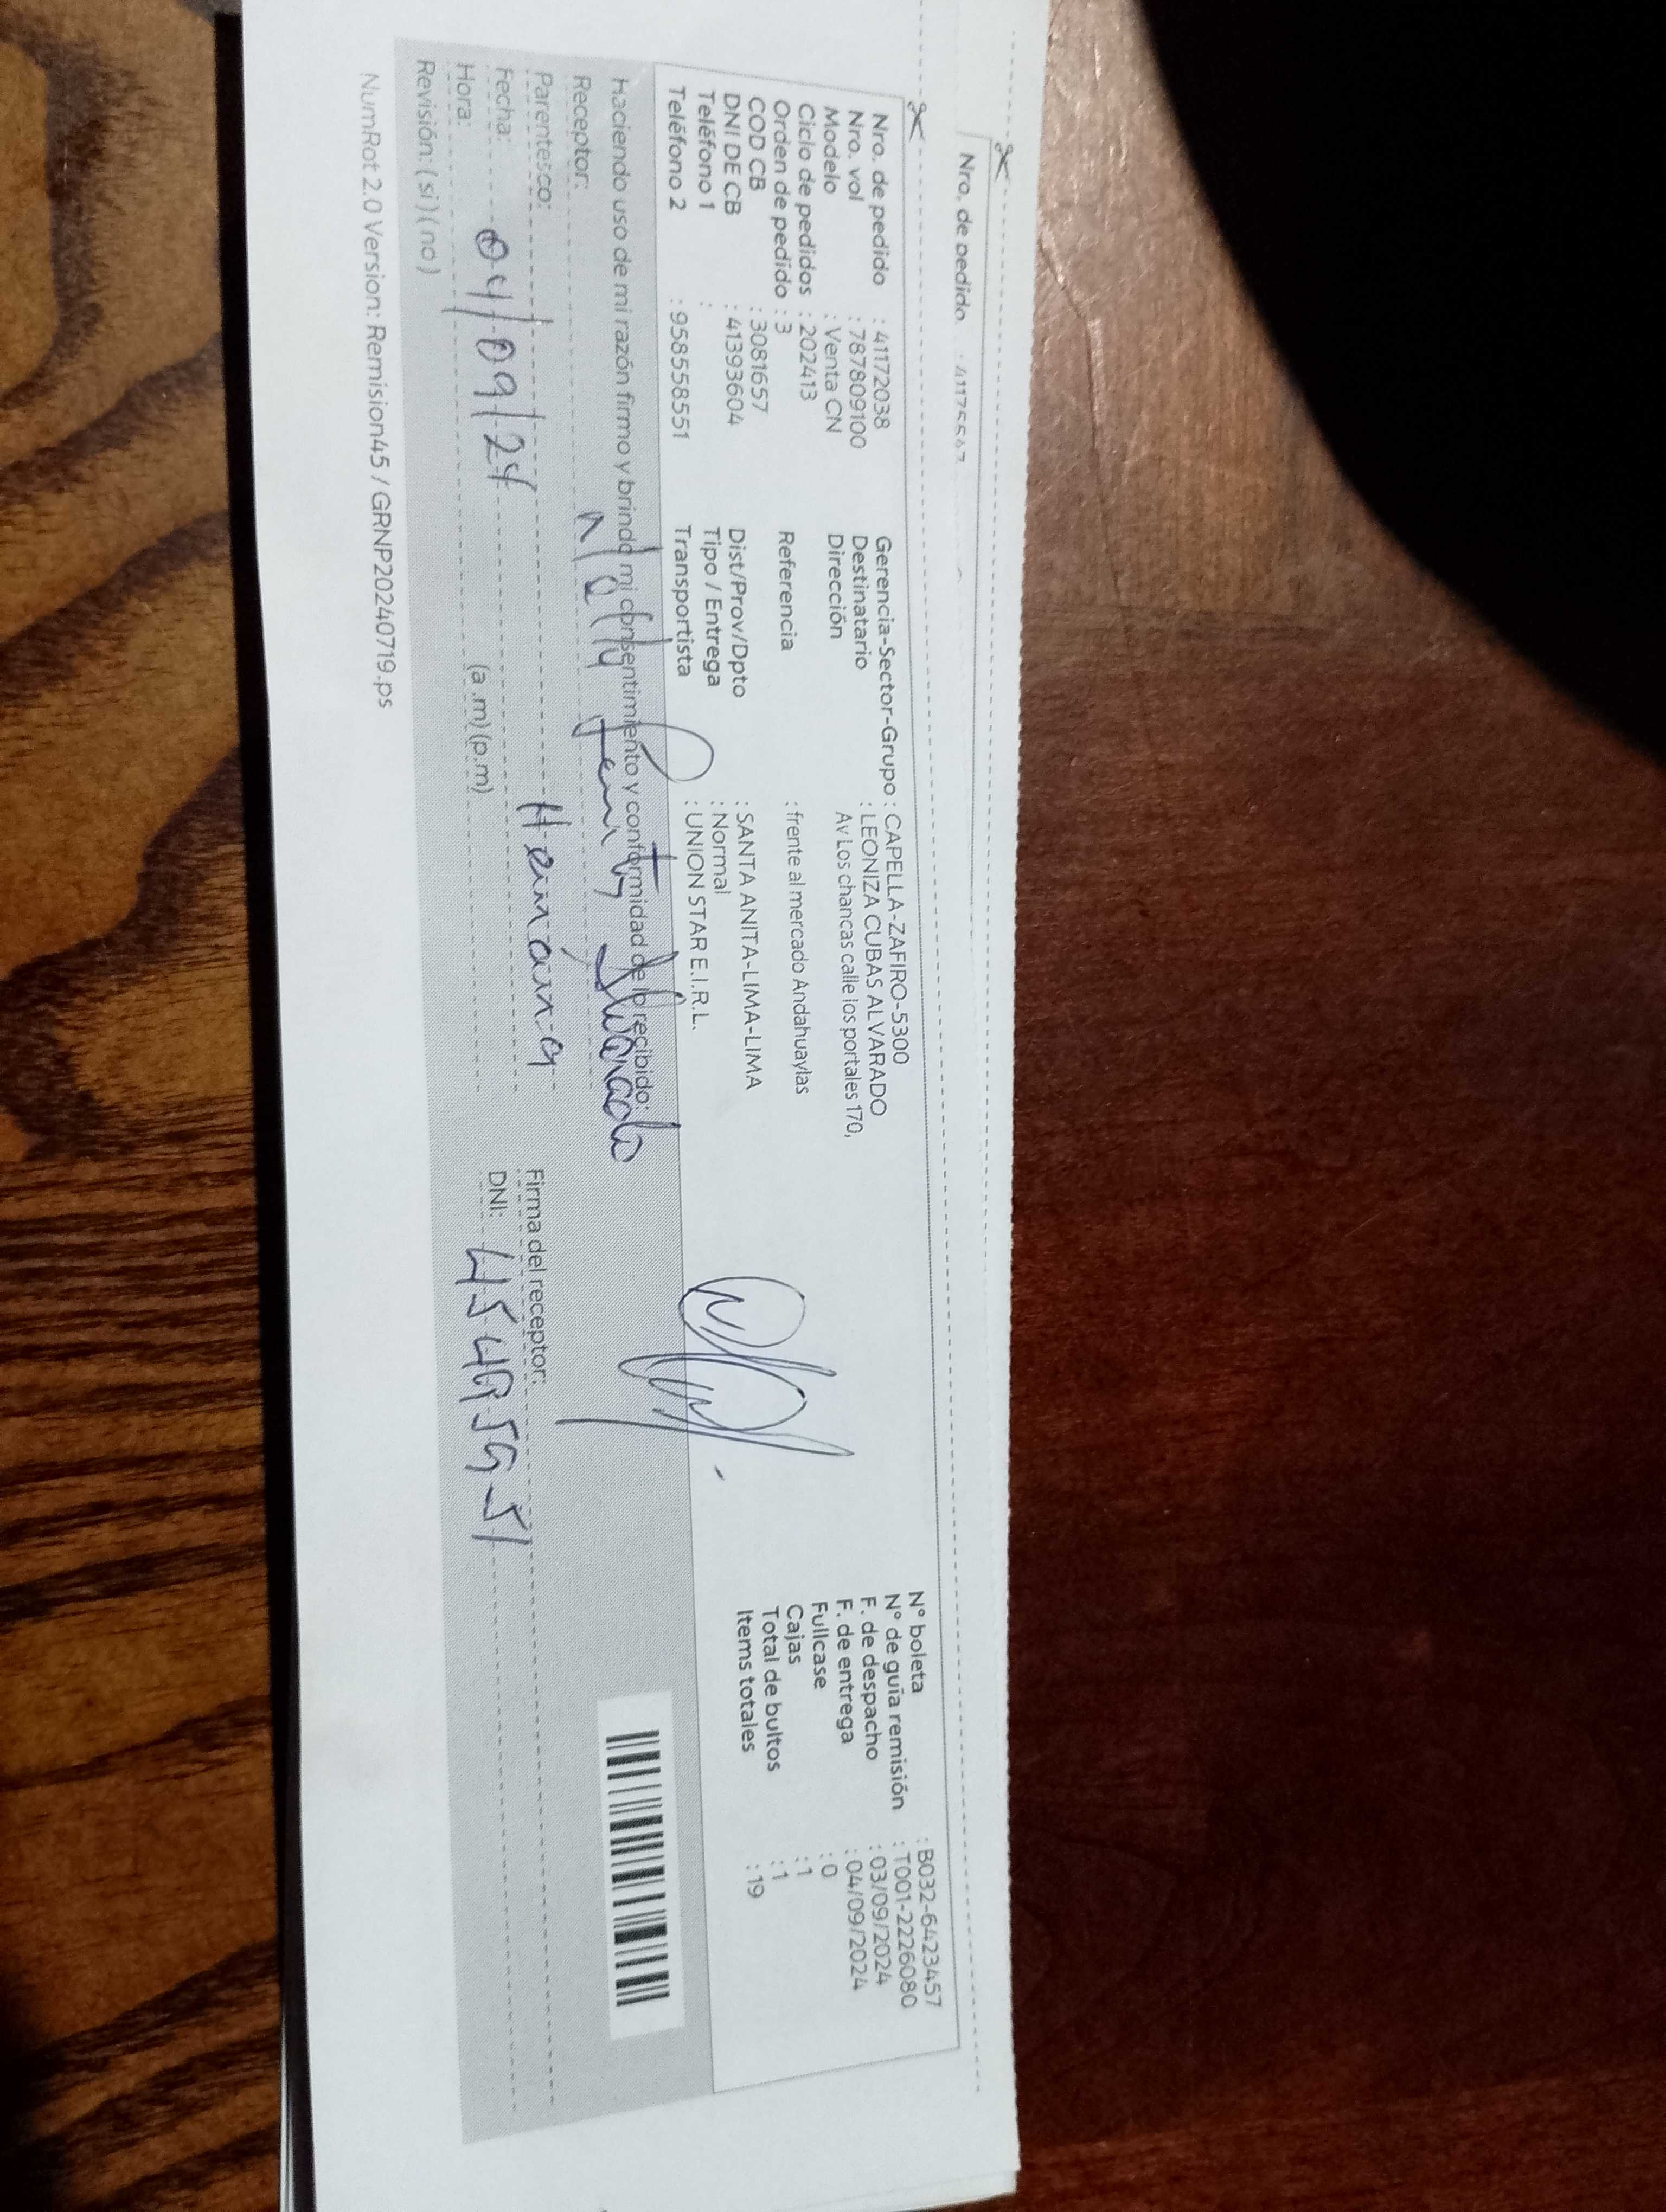 Nro. de pedido
Nro. de pedido : 41172038
Nro. vol : 787809100
Modelo : Venta CN
Ciclo de pedidos : 202413
Orden de pedido : 3
COD CB : 3081657
DNI DE CB : 41393604
Teléfono 1 :
Teléfono 2 : 958558551
Gerencia-Sector-Grupo : CAPELLA-ZAFIRO-5300
Destinatario : LEONIZA CUBAS ALVARADO
Dirección Av Los chancas calle los portales 170,
Referencia : frente al mercado Andahuaylas
Dist/Prov/Dpto : SANTA ANITA-LIMA-LIMA
Tipo / Entrega : Normal
Transportista : UNION STAR E.I.R.L.
N° boleta : B032-6423457
N° de guía remisión : T001-2226080
F. de despacho : 03/09/2024
F. de entrega : 04/09/2024
Fullcase : 0
Cajas : 1
Total de bultos : 1
Items totales : 19
Haciendo uso de mi razón firmo y brindo mi consentimiento y conformidad de lo recibido:
Receptor: Alvarado
Parentesco: Hermana
Fecha: 04/09/24
Hora: (a.m)(p.m)
Revisión: (si)(no)
Firma del receptor:
DNI: 45495951
NumRot 2.0 Version: Remision45 / GRNP20240719.ps